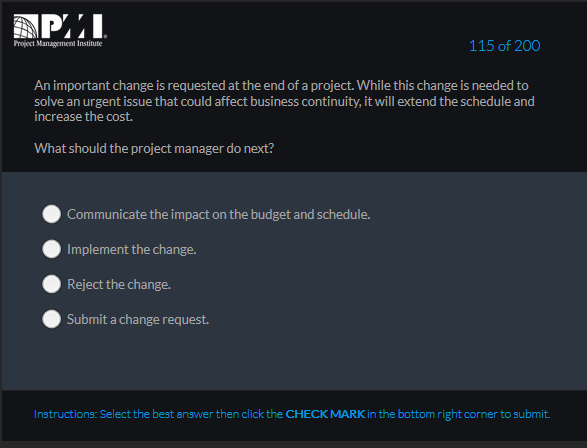 PMI
Project Management Institute
115 of 200
An important change is requested at the end of a project. While this change is needed to
solve an urgent issue that could affect business continuity, it will extend the schedule and
increase the cost.
What should the project manager do next?
Communicate the impact on the budget and schedule.
Implement the change.
Reject the change.
Submit a change request.
Instructions: Select the best answer then click the CHECK MARK in the bottom right corner to submit.